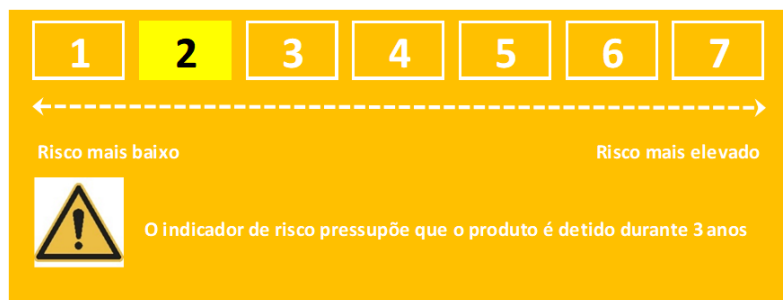 1 2 3 4 5 6 7
Risco mais baixo Risco mais elevado
O indicador de risco pressupõe que o produto é detido durante 3 anos